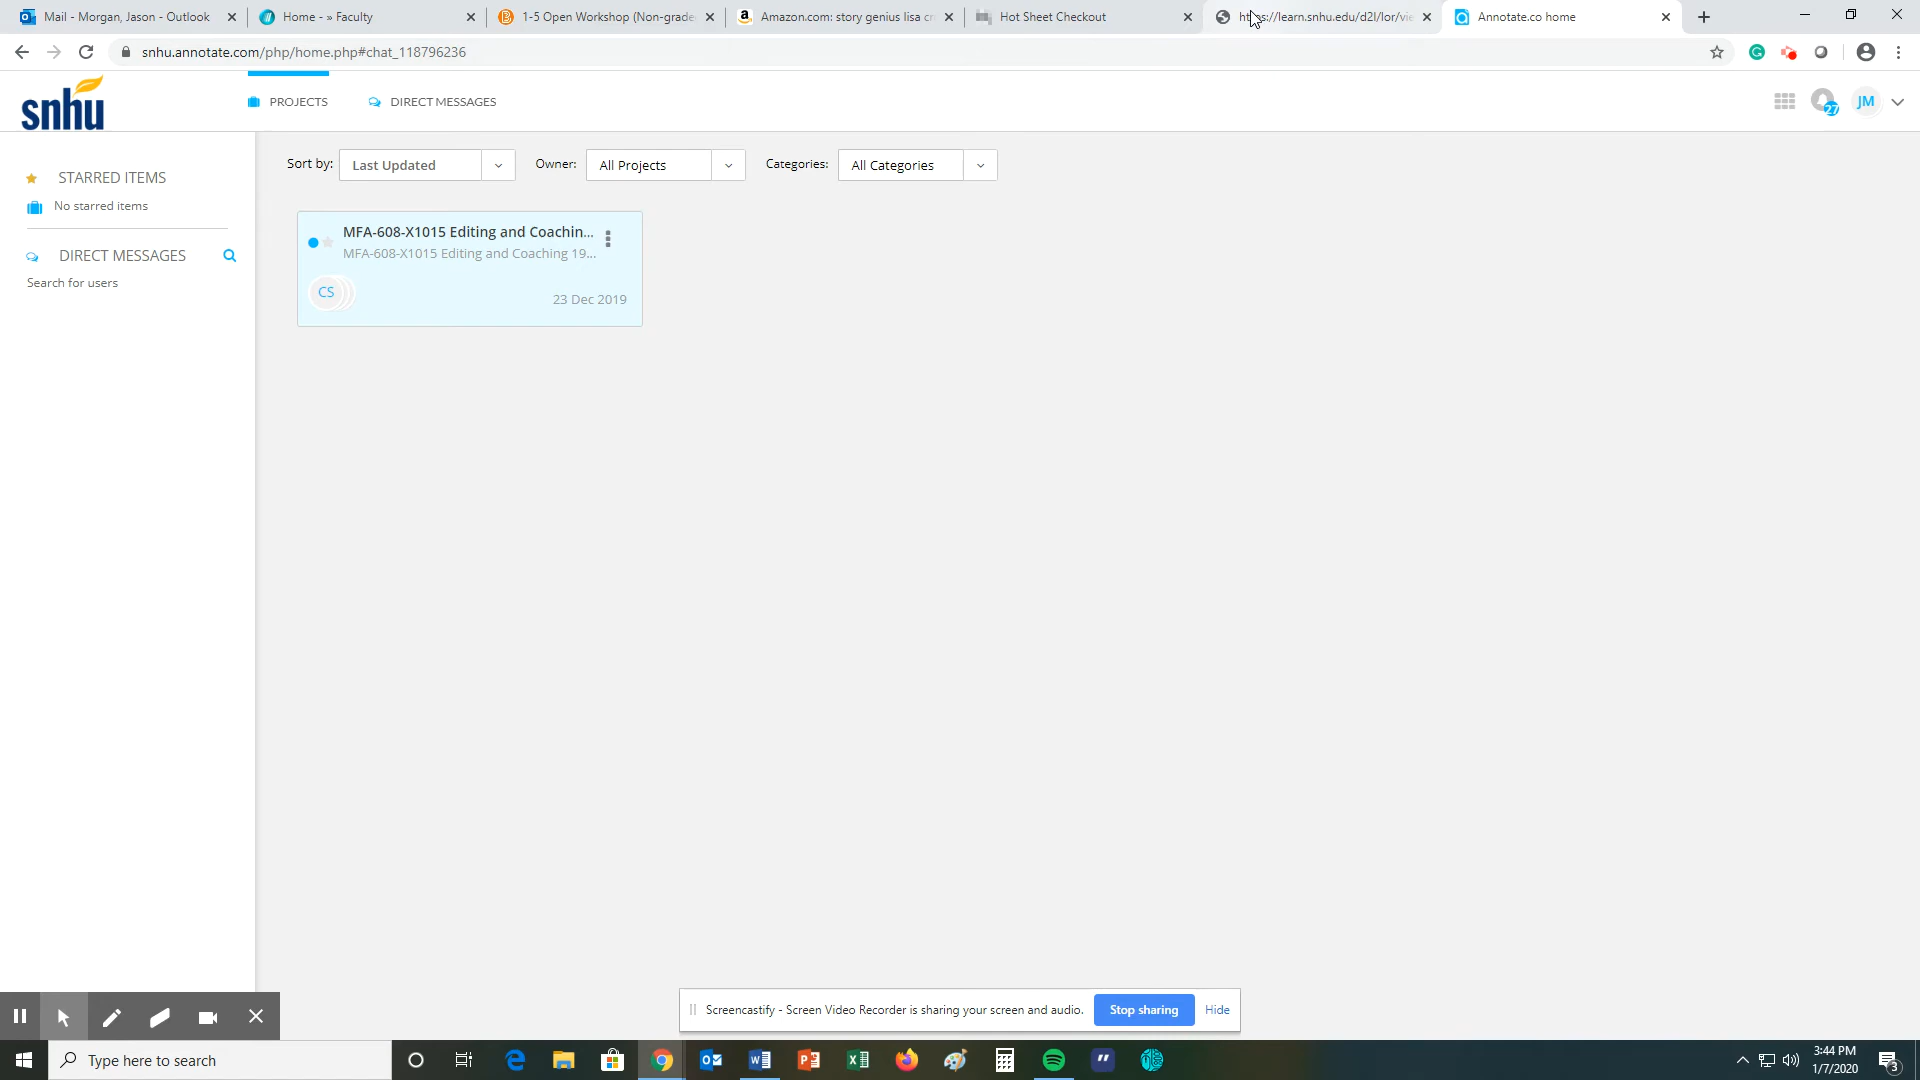 Mail - Morgan, Jason - Outlook
Home - » Faculty
1-5 Open Workshop (Non-grade
Amazon.com: story genius lisa cr
Hot Sheet Checkout
https://learn.snhu.edu/d2l/lor/vie
Annotate.co home
snhu.annotate.com/php/home.php#chat_118796236
snhu
PROJECTS
DIRECT MESSAGES
27
JM
STARRED ITEMS
No starred items
DIRECT MESSAGES
Search for users
Sort by: Last Updated
Owner: All Projects
Categories: All Categories
MFA-608-X1015 Editing and Coachin...
MFA-608-X1015 Editing and Coaching 19...
CS
23 Dec 2019
Screencastify - Screen Video Recorder is sharing your screen and audio.
Stop sharing
Hide
Type here to search
3:44 PM
1/7/2020
3